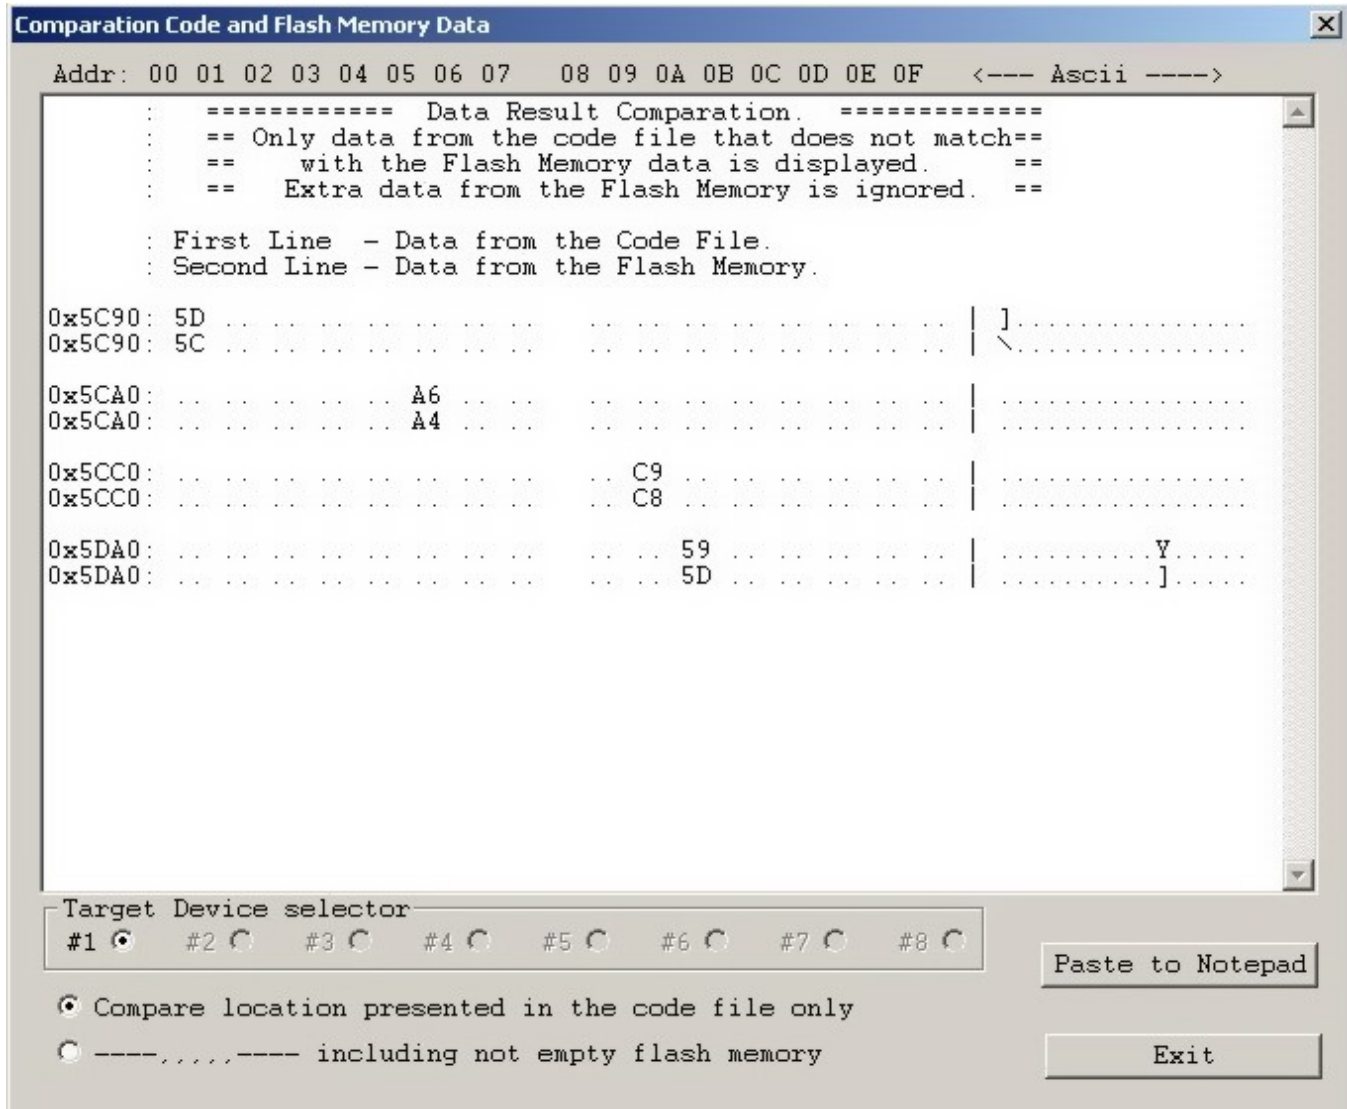 Comparation Code and Flash Memory Data
Addr: 00 01 02 03 04 05 06 07 08 09 0A 0B 0C 0D 0E 0F <--- Ascii ---->
: ============ Data Result Comparation. =============
: == Only data from the code file that does not match==
: == with the Flash Memory data is displayed. ==
: == Extra data from the Flash Memory is ignored. ==
: First Line - Data from the Code File.
: Second Line - Data from the Flash Memory.
0x5C90: 5D .. .. .. .. .. .. .. .. .. .. .. .. .. .. .. | ]...............
0x5C90: 5C .. .. .. .. .. .. .. .. .. .. .. .. .. .. .. | \...............
0x5CA0: .. .. .. .. .. A6 .. .. .. .. .. .. .. .. .. .. | ................
0x5CA0: .. .. .. .. .. A4 .. .. .. .. .. .. .. .. .. .. | ................
0x5CC0: .. .. .. .. .. .. .. .. .. C9 .. .. .. .. .. .. | ................
0x5CC0: .. .. .. .. .. .. .. .. .. C8 .. .. .. .. .. .. | ................
0x5DA0: .. .. .. .. .. .. .. .. .. .. 59 .. .. .. .. .. | ..........Y.....
0x5DA0: .. .. .. .. .. .. .. .. .. .. 5D .. .. .. .. .. | ..........].....
Target Device selector
#1 #2 #3 #4 #5 #6 #7 #8
Paste to Notepad
Compare location presented in the code file only
----,,,,,---- including not empty flash memory
Exit